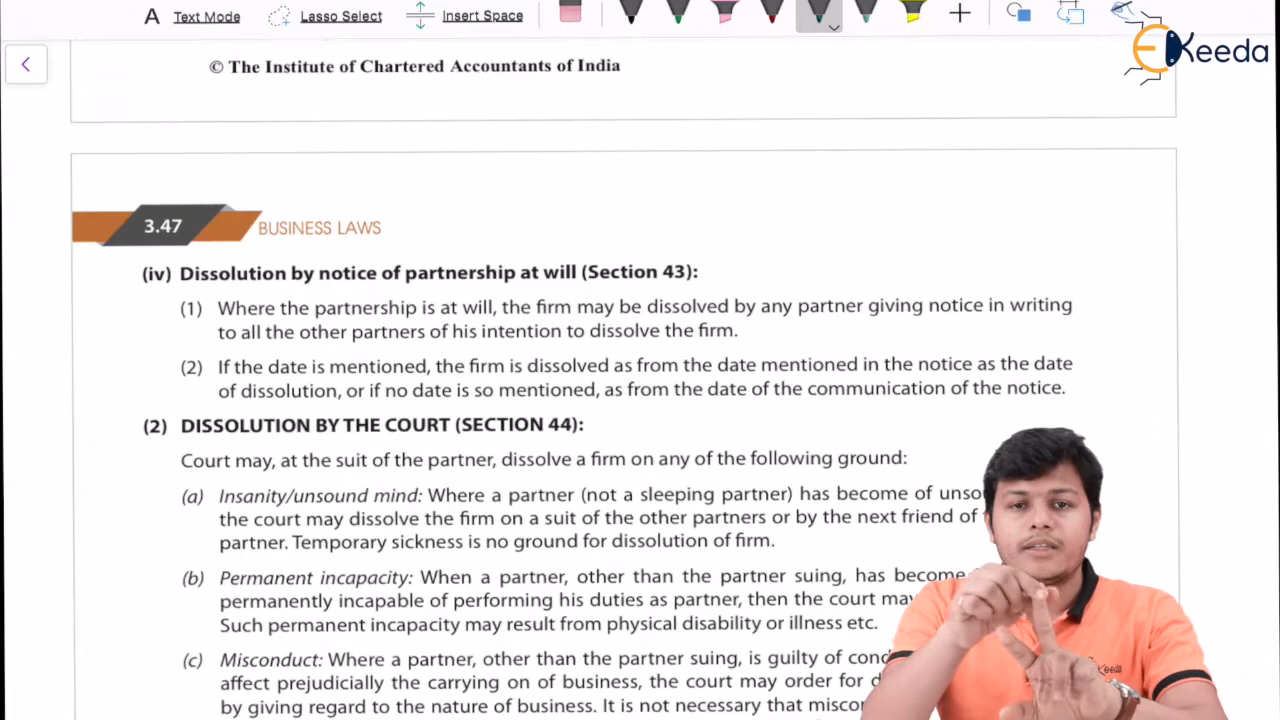 A Text Mode Lasso Select Insert Space
EKeeda
© The Institute of Chartered Accountants of India
3.47 BUSINESS LAWS
(iv) Dissolution by notice of partnership at will (Section 43):
(1) Where the partnership is at will, the firm may be dissolved by any partner giving notice in writing
to all the other partners of his intention to dissolve the firm.
(2) If the date is mentioned, the firm is dissolved as from the date mentioned in the notice as the date
of dissolution, or if no date is so mentioned, as from the date of the communication of the notice.
(2) DISSOLUTION BY THE COURT (SECTION 44):
Court may, at the suit of the partner, dissolve a firm on any of the following ground:
(a) Insanity/unsound mind: Where a partner (not a sleeping partner) has become of
the court may dissolve the firm on a suit of the other partners or by the next friend of
partner. Temporary sickness is no ground for dissolution of firm.
(b) Permanent incapacity: When a partner, other than the partner suing, has become
permanently incapable of performing his duties as partner, then the court may
Such permanent incapacity may result from physical disability or illness etc.
(c) Misconduct: Where a partner, other than the partner suing, is guilty of
affect prejudicially the carrying on of business, the court may order for
by giving regard to the nature of business. It is not necessary that
Keeda